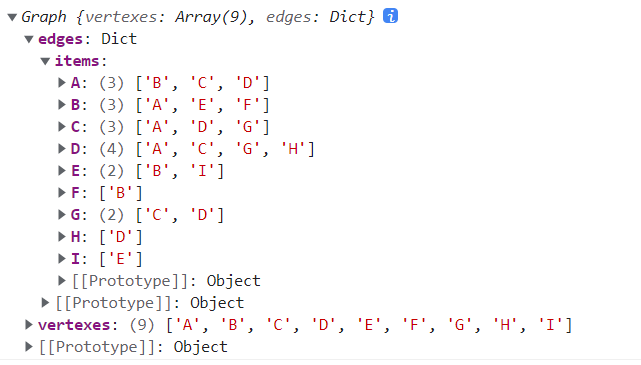 Graph {vertexes: Array(9), edges: Dict} i
edges: Dict
items:
A: (3) ['B', 'C', 'D']
B: (3) ['A', 'E', 'F']
C: (3) ['A', 'D', 'G']
D: (4) ['A', 'C', 'G', 'H']
E: (2) ['B', 'I']
F: ['B']
G: (2) ['C', 'D']
H: ['D']
I: ['E']
[[Prototype]]: Object
[[Prototype]]: Object
vertexes: (9) ['A', 'B', 'C', 'D', 'E', 'F', 'G', 'H', 'I']
[[Prototype]]: Object